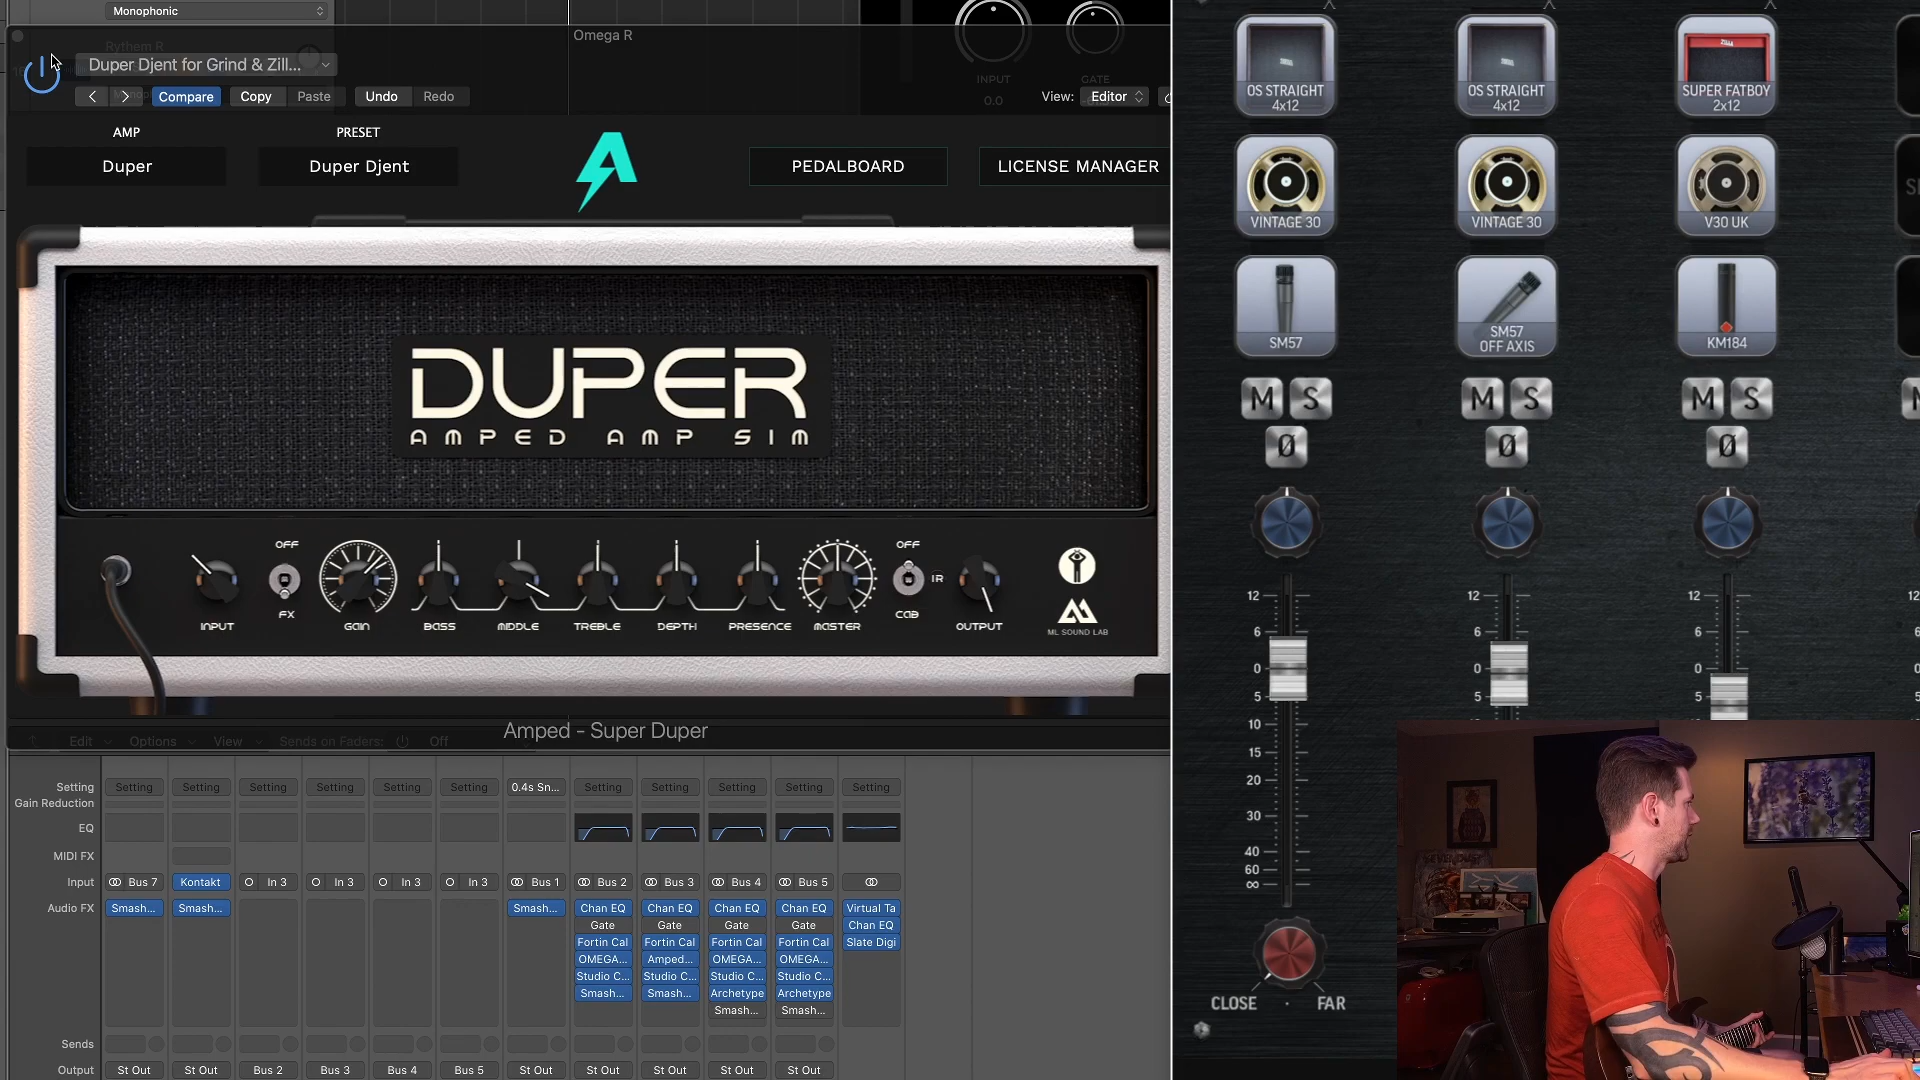 Monophonic
Omega R
Rythem R
Duper Djent for Grind & Zill...
Compare
Copy
Paste
Undo
Redo
View:
Editor
INPUT
GATE
0.0
AMP
PRESET
Duper
Duper Djent
PEDALBOARD
LICENSE MANAGER
DUPER
AMPED AMP SIM
OFF
OFF
IR
FX
CAB
INPUT
GAIN
BASS
MIDDLE
TREBLE
DEPTH
PRESENCE
MASTER
OUTPUT
ML SOUND LAB
Amped - Super Duper
Edit
Options
View
Sends on Faders:
Off
Setting
Setting
Setting
Setting
Setting
Setting
Setting
0.4s Sn...
Setting
Setting
Setting
Setting
Setting
Gain Reduction
EQ
MIDI FX
Input
Bus 7
Kontakt
In 3
In 3
In 3
In 3
Bus 1
Bus 2
Bus 3
Bus 4
Bus 5
Audio FX
Smash...
Smash...
Smash...
Chan EQ
Chan EQ
Chan EQ
Chan EQ
Virtual Ta
Gate
Gate
Gate
Gate
Chan EQ
Fortin Cal
Fortin Cal
Fortin Cal
Fortin Cal
Slate Digi
OMEGA...
Amped...
OMEGA...
OMEGA...
Studio C...
Studio C...
Studio C...
Studio C...
Smash...
Smash...
Archetype
Archetype
Smash...
Smash...
Sends
Output
St Out
St Out
Bus 2
Bus 3
Bus 4
Bus 5
St Out
St Out
St Out
St Out
St Out
OS STRAIGHT
4x12
OS STRAIGHT
4x12
ZILLA
SUPER FATBOY
2x12
VINTAGE 30
VINTAGE 30
V30 UK
SM57
SM57
OFF AXIS
KM184
M S
M S
M S
Ø
Ø
Ø
12
6
0
5
10
15
20
30
40
60
∞
12
6
0
5
12
6
0
5
CLOSE · FAR